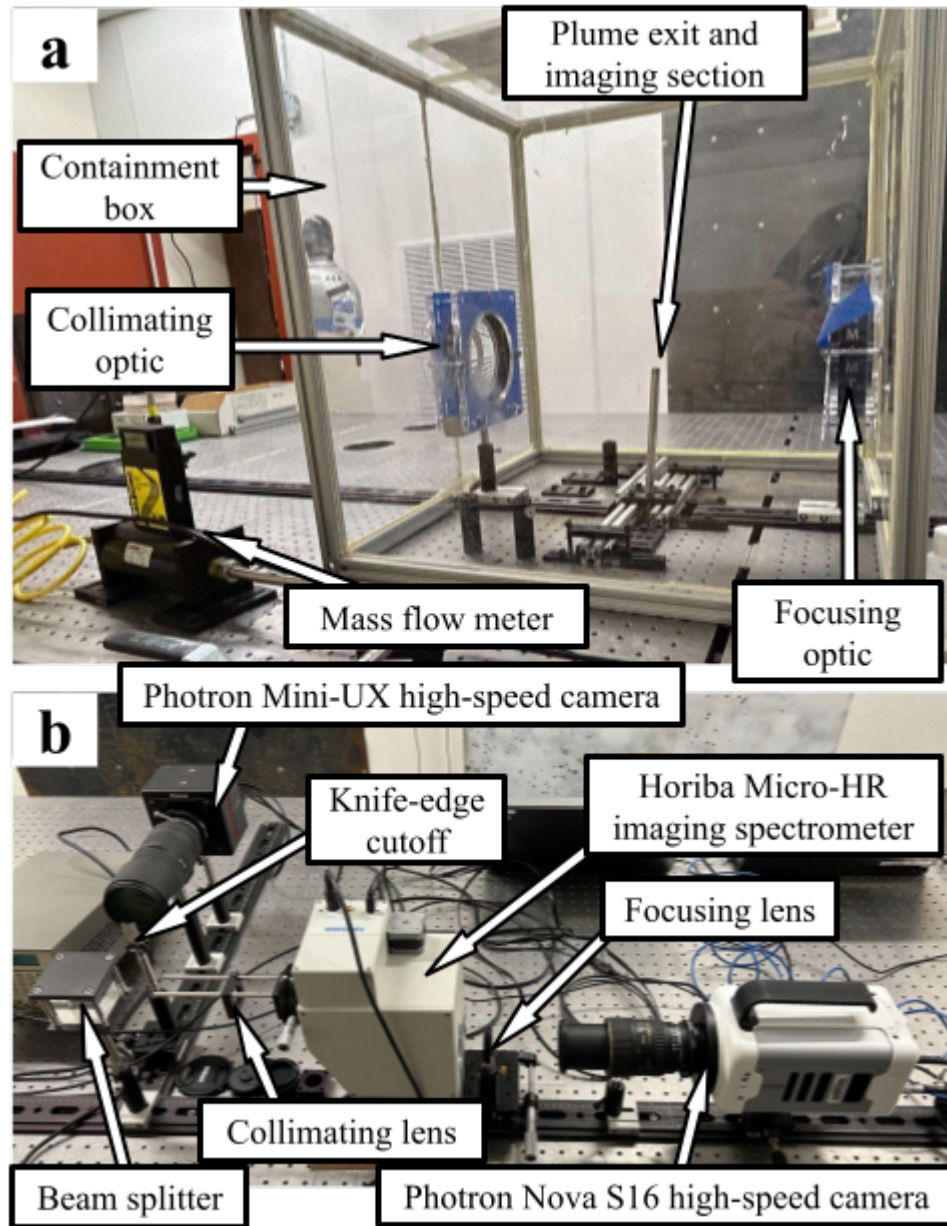 a
Plume exit and
imaging section
Containment
box
Collimating
optic
M
M
Mass flow meter
Focusing
optic
b
Photron Mini-UX high-speed camera
Knife-edge
cutoff
Horiba Micro-HR
imaging spectrometer
Focusing lens
Collimating lens
Beam splitter
Photron Nova S16 high-speed camera